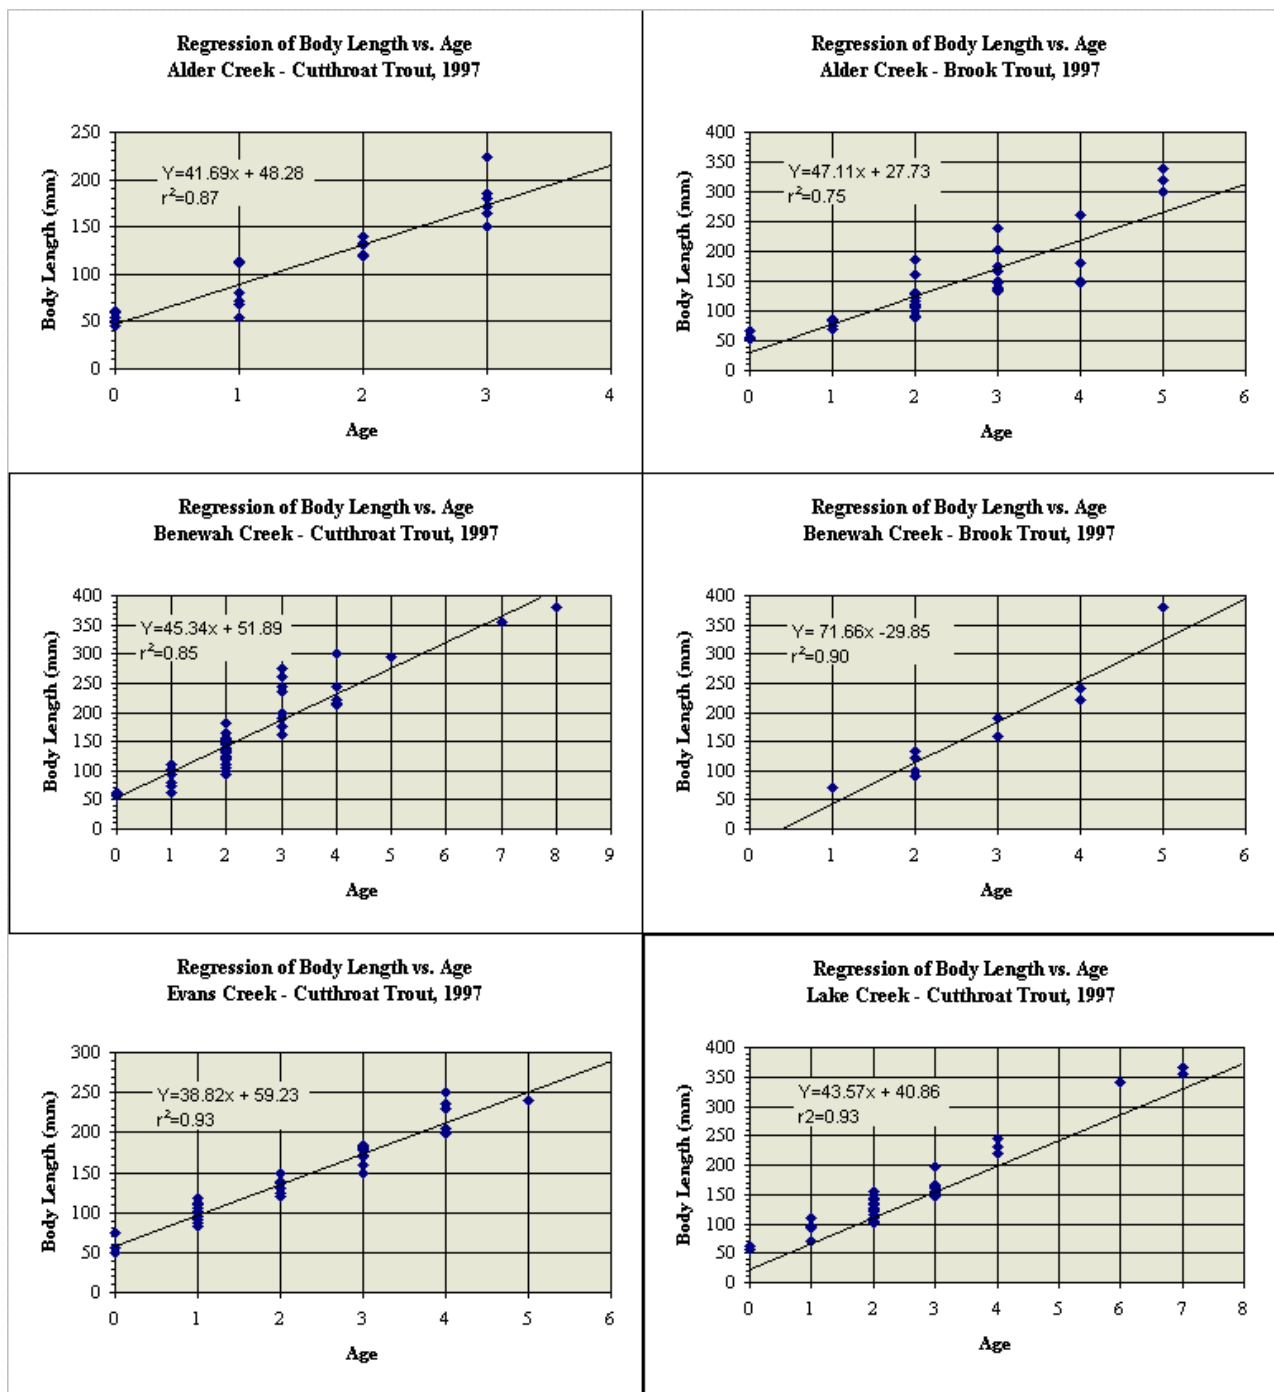 Regression of Body Length vs. Age
Alder Creek - Cutthroat Trout, 1997
250
200
150
100
50
0
Body Length (mm)
Y=41.69x + 48.28
r²=0.87
0 1 2 3 4
Age
Regression of Body Length vs. Age
Alder Creek - Brook Trout, 1997
400
350
300
250
200
150
100
50
0
Body Length (mm)
Y=47.11x + 27.73
r²=0.75
0 1 2 3 4 5 6
Age
Regression of Body Length vs. Age
Benewah Creek - Cutthroat Trout, 1997
400
350
300
250
200
150
100
50
0
Body Length (mm)
Y=45.34x + 51.89
r²=0.85
0 1 2 3 4 5 6 7 8 9
Age
Regression of Body Length vs. Age
Benewah Creek - Brook Trout, 1997
400
350
300
250
200
150
100
50
0
Body Length (mm)
Y= 71.66x -29.85
r²=0.90
0 1 2 3 4 5 6
Age
Regression of Body Length vs. Age
Evans Creek - Cutthroat Trout, 1997
300
250
200
150
100
50
0
Body Length (mm)
Y=38.82x + 59.23
r²=0.93
0 1 2 3 4 5 6
Age
Regression of Body Length vs. Age
Lake Creek - Cutthroat Trout, 1997
400
350
300
250
200
150
100
50
0
Body Length (mm)
Y=43.57x + 40.86
r2=0.93
0 1 2 3 4 5 6 7 8
Age